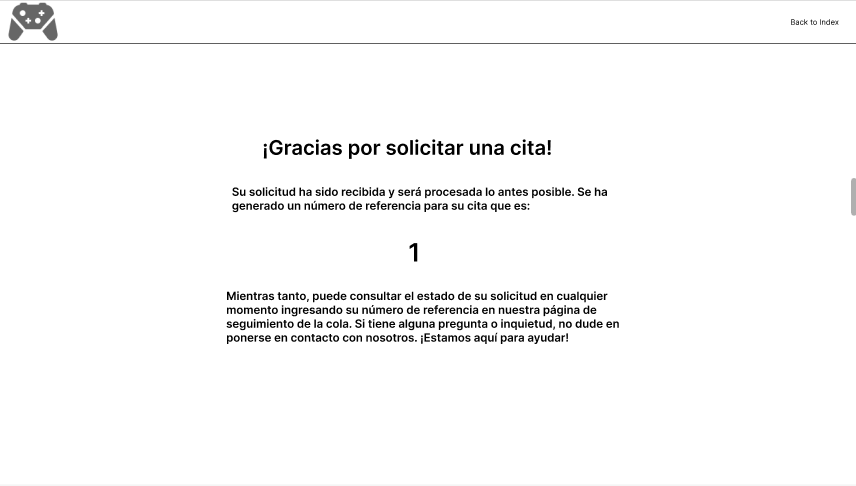 Back to Index
¡Gracias por solicitar una cita!
Su solicitud ha sido recibida y será procesada lo antes posible. Se ha
generado un número de referencia para su cita que es:
1
Mientras tanto, puede consultar el estado de su solicitud en cualquier
momento ingresando su número de referencia en nuestra página de
seguimiento de la cola. Si tiene alguna pregunta o inquietud, no dude en
ponerse en contacto con nosotros. ¡Estamos aquí para ayudar!